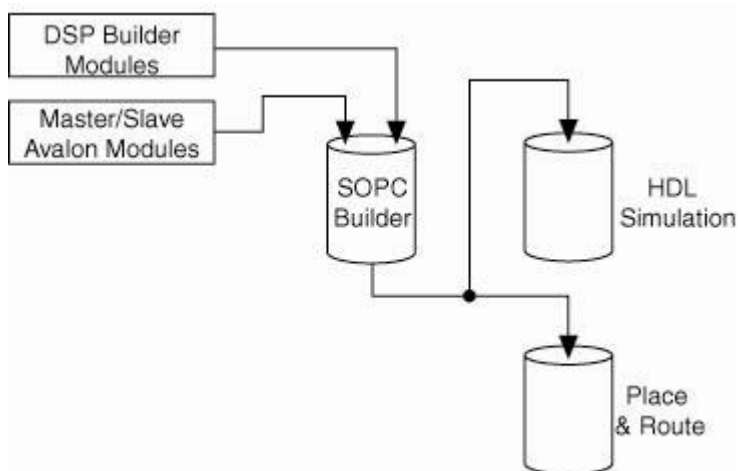 DSP Builder
Modules
Master/Slave
Avalon Modules
SOPC
Builder
HDL
Simulation
Place
& Route